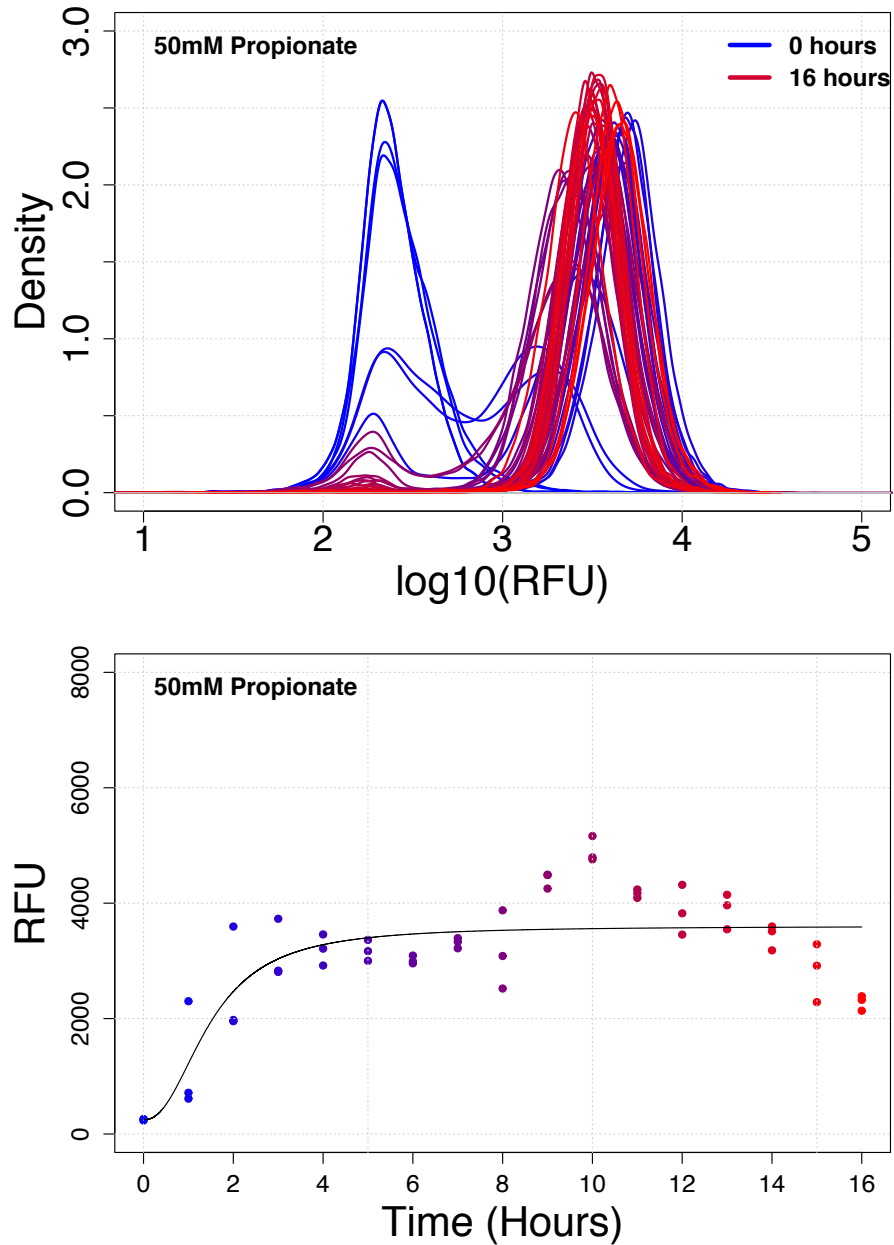 50mM Propionate
0 hours
16 hours
Density
3.0
2.0
1.0
0.0
1 2 3 4 5
log10(RFU)
50mM Propionate
RFU
8000
6000
4000
2000
0
0 2 4 6 8 10 12 14 16
Time (Hours)